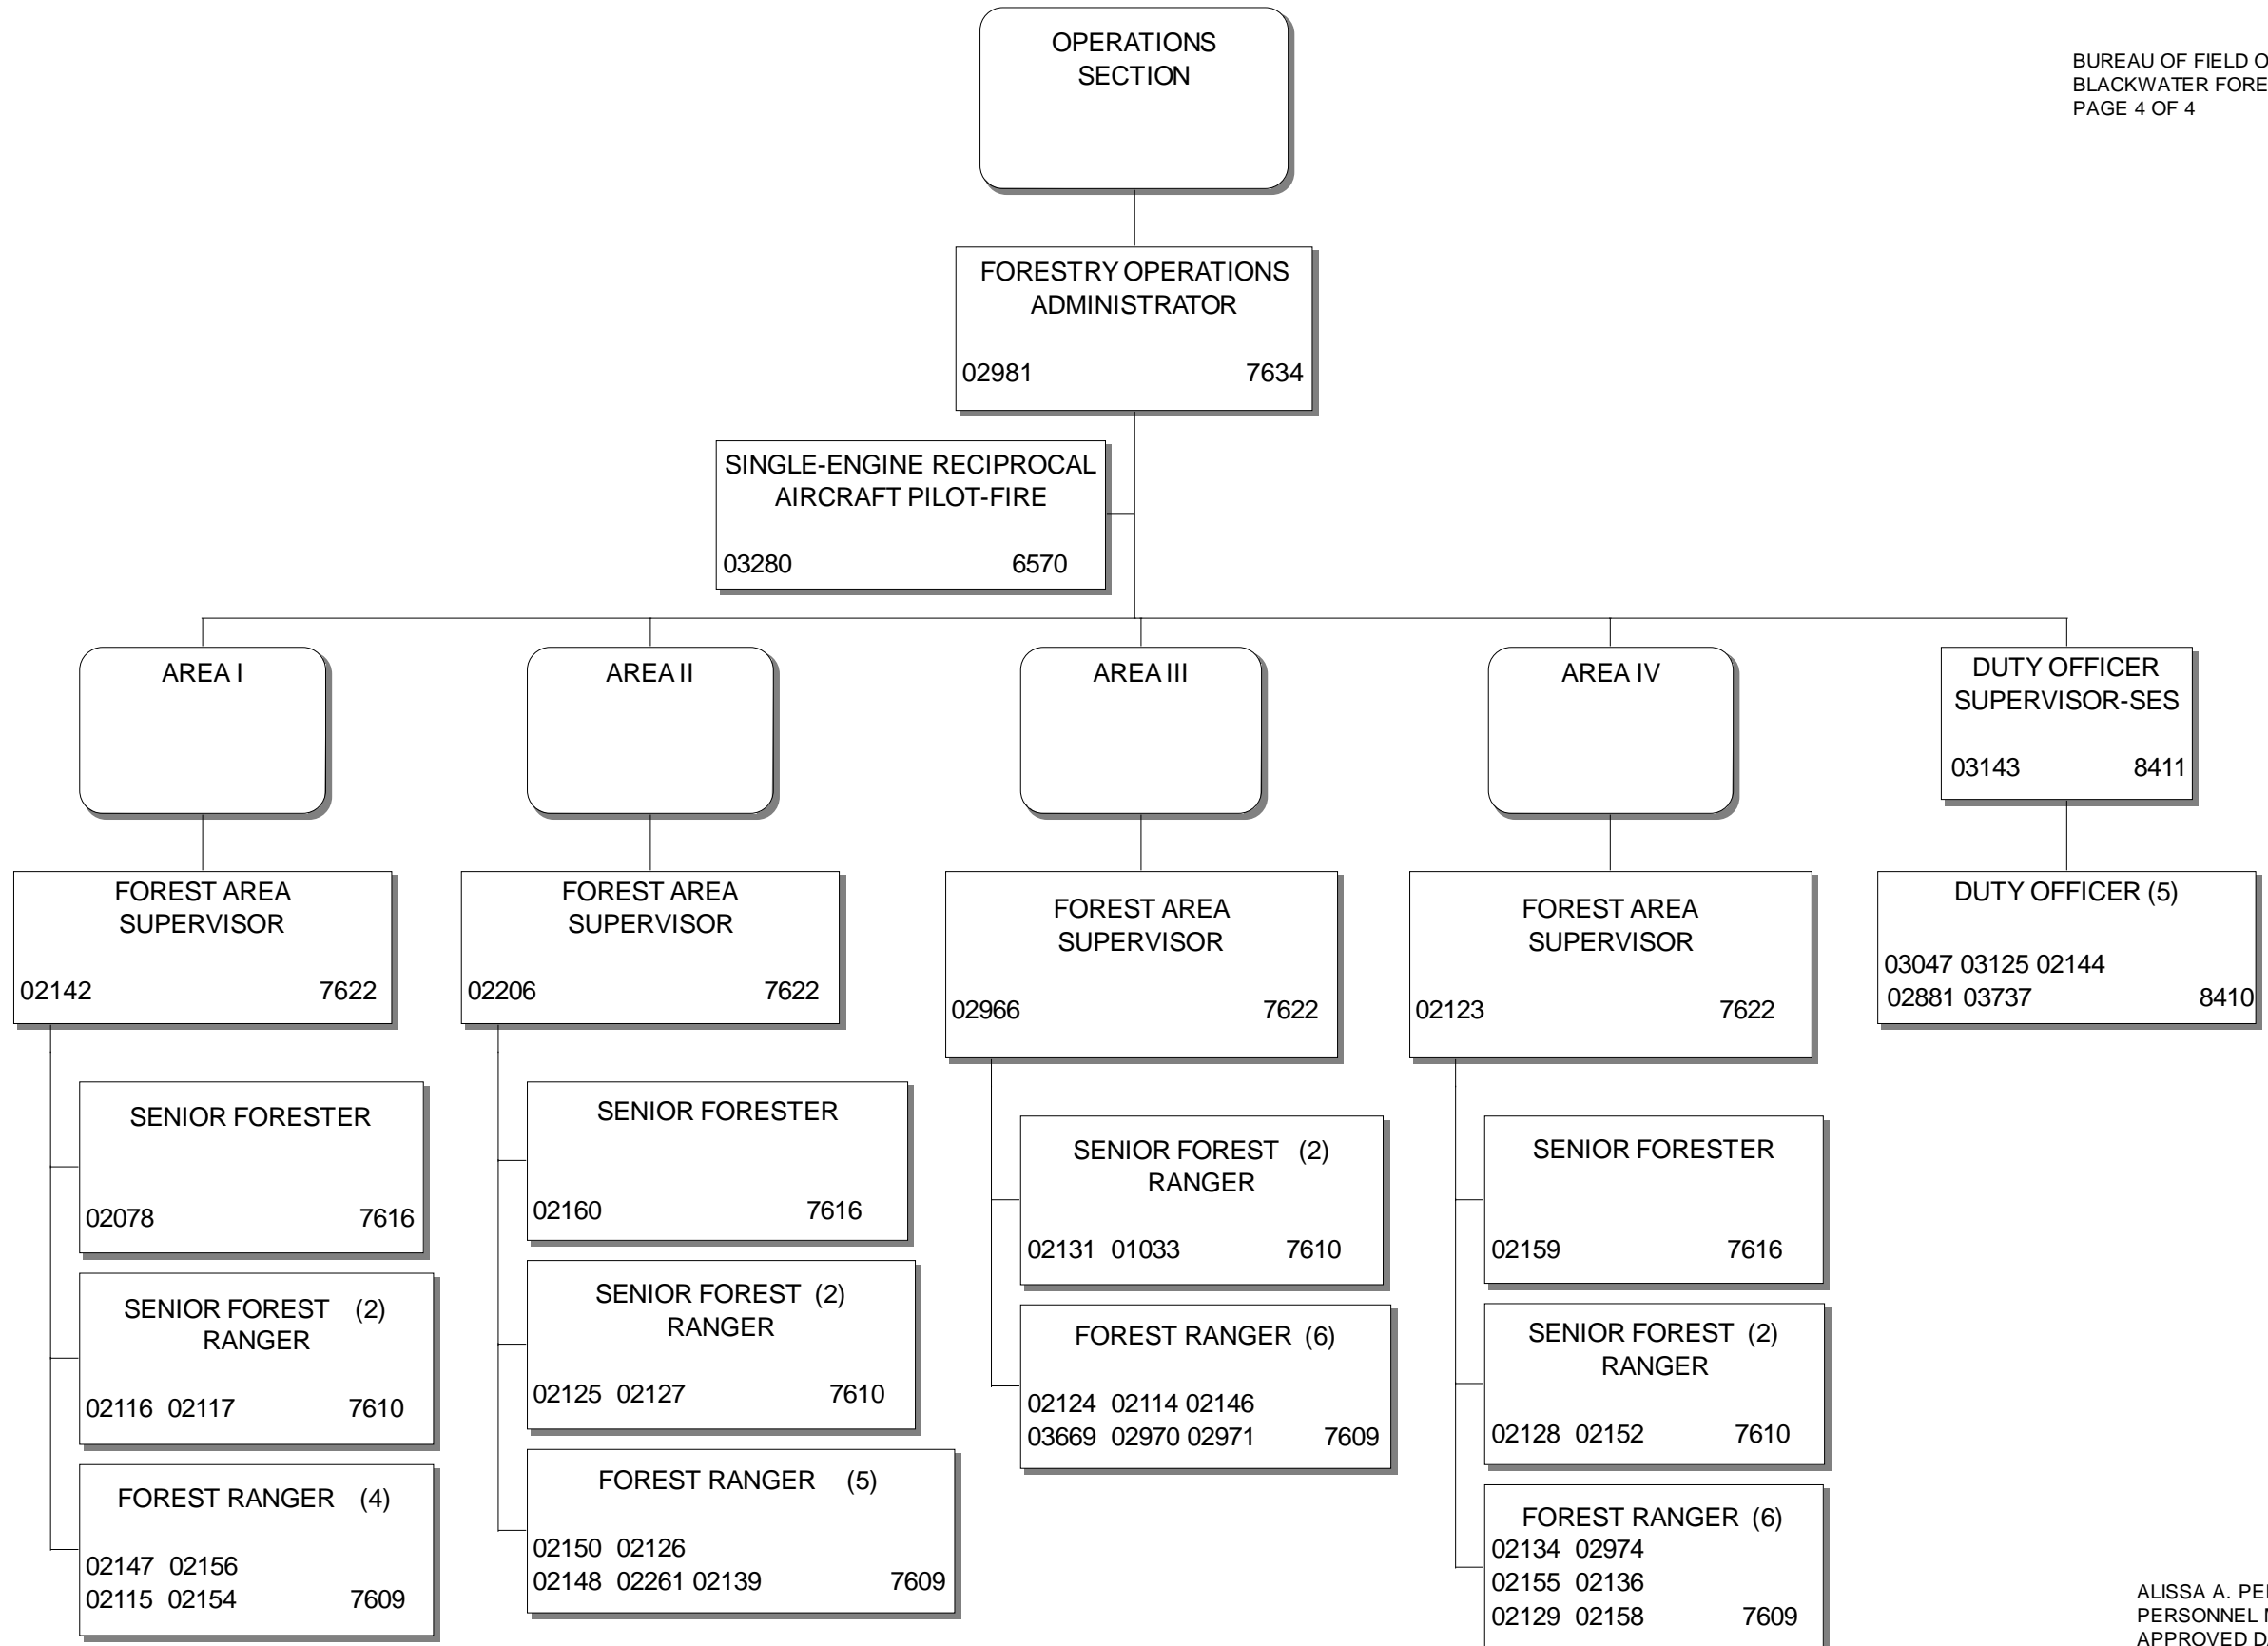 OPERATIONS
SECTION
BUREAU OF FIELD
BLACKWATER
PAGE 4 OF 4
FORESTRY OPERATIONS
ADMINISTRATOR
02981 7634
SINGLE-ENGINE RECIPROCAL
AIRCRAFT PILOT-FIRE
03280 6570
AREA I
AREA II
AREA III
AREA IV
DUTY OFFICER
SUPERVISOR-SES
03143 8411
FOREST AREA
SUPERVISOR
02142 7622
FOREST AREA
SUPERVISOR
02206 7622
FOREST AREA
SUPERVISOR
02966 7622
FOREST AREA
SUPERVISOR
02123 7622
DUTY OFFICER (5)
03047 03125 02144
02881 03737 8410
SENIOR FORESTER
02078 7616
SENIOR FOREST (2)
RANGER
02116 02117 7610
FOREST RANGER (4)
02147 02156
02115 02154 7609
SENIOR FORESTER
02160 7616
SENIOR FOREST (2)
RANGER
02125 02127 7610
FOREST RANGER (5)
02150 02126
02148 02261 02139 7609
SENIOR FOREST (2)
RANGER
02131 01033 7610
FOREST RANGER (6)
02124 02114 02146
03669 02970 02971 7609
SENIOR FORESTER
02159 7616
SENIOR FOREST (2)
RANGER
02128 02152 7610
FOREST RANGER (6)
02134 02974
02155 02136
02129 02158 7609
ALISSA A.
PERSONNEL
APPROVED